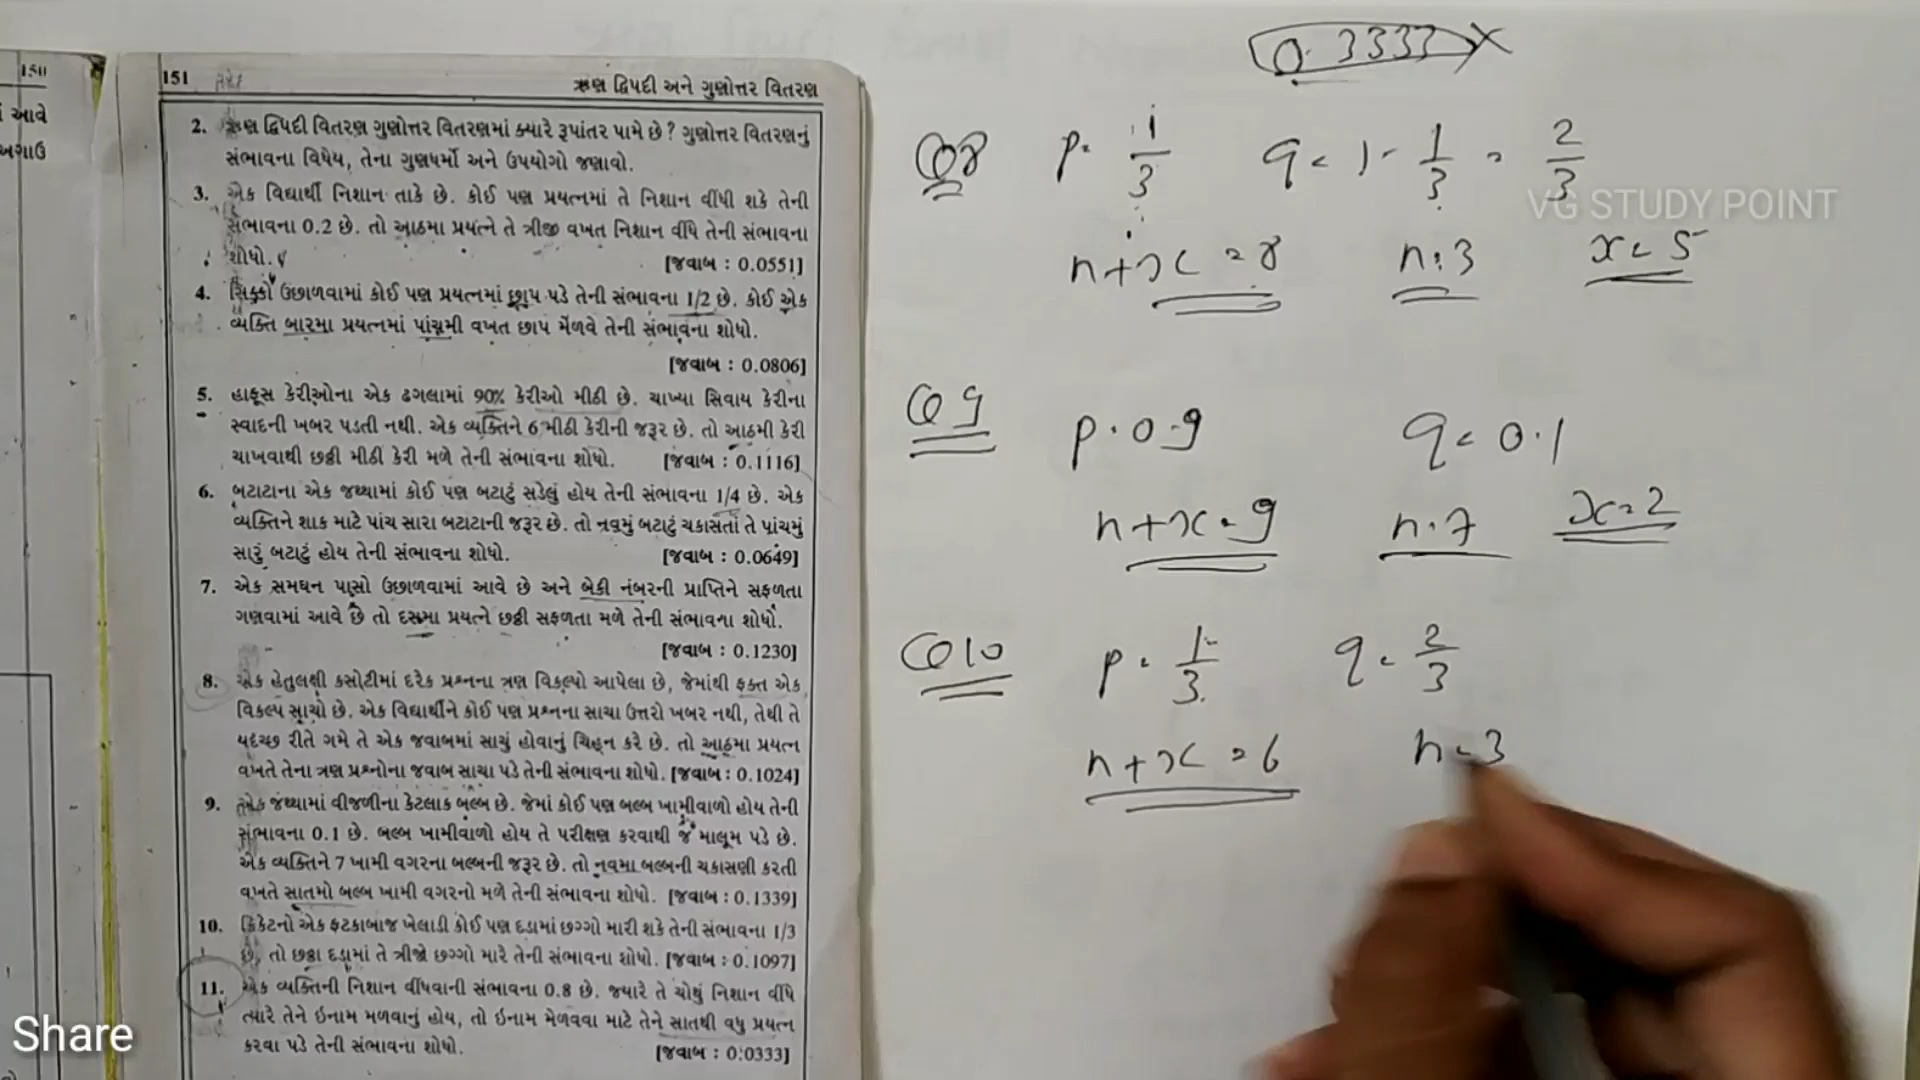 150
આવે
અગાઉ
151
ઋણ દ્વિપદી અને ગુણોત્તર વિતરણ
2. ઋણ દ્વિપદી વિતરણ ગુણોત્તર વિતરણમાં ક્યારે રૂપાંતર પામે છે? ગુણોત્તર વિતરણનું
સંભાવના વિધેય, તેના ગુણધર્મો અને ઉપયોગો જણાવો.
3. એક વિદ્યાર્થી નિશાન તાકે છે. કોઈ પણ પ્રયત્નમાં તે નિશાન વીંધી શકે તેની
સંભાવના 0.2 છે. તો આઠમા પ્રયત્ને તે ત્રીજી વખત નિશાન વીંધે તેની સંભાવના
શોધો. [જવાબ : 0.0551]
4. સિક્કો ઉછાળવામાં કોઈ પણ પ્રયત્નમાં છાપ પડે તેની સંભાવના 1/2 છે. કોઈ એક
વ્યક્તિ બારમા પ્રયત્નમાં પાંચમી વખત છાપ મેળવે તેની સંભાવના શોધો.
[જવાબ : 0.0806]
5. હાફૂસ કેરીઓના એક ઢગલામાં 90% કેરીઓ મીઠી છે. ચાખ્યા સિવાય કેરીના
સ્વાદની ખબર પડતી નથી. એક વ્યક્તિને 6 મીઠી કેરીની જરૂર છે. તો આઠમી કેરી
ચાખવાથી છઠ્ઠી મીઠી કેરી મળે તેની સંભાવના શોધો. [જવાબ : 0.1116]
6. બટાટાના એક જથ્થામાં કોઈ પણ બટાટું સડેલું હોય તેની સંભાવના 1/4 છે. એક
વ્યક્તિને શાક માટે પાંચ સારા બટાટાની જરૂર છે. તો નવમું બટાટું ચકાસતાં તે પાંચમું
સારું બટાટું હોય તેની સંભાવના શોધો. [જવાબ : 0.0649]
7. એક સમઘન પાસો ઉછાળવામાં આવે છે અને બેકી નંબરની પ્રાપ્તિને સફળતા
ગણવામાં આવે છે તો દસમા પ્રયત્ને છઠ્ઠી સફળતા મળે તેની સંભાવના શોધો.
[જવાબ : 0.1230]
8. એક હેતુલક્ષી કસોટીમાં દરેક પ્રશ્નના ત્રણ વિકલ્પો આપેલા છે, જેમાંથી ફક્ત એક
વિકલ્પ સાચો છે. એક વિદ્યાર્થીને કોઈ પણ પ્રશ્નના સાચા ઉત્તરો ખબર નથી, તેથી તે
યદચ્છ રીતે ગમે તે એક જવાબમાં સાચું હોવાનું ચિહ્ન કરે છે. તો આઠમા પ્રયત્ન
વખતે તેના ત્રણ પ્રશ્નોના જવાબ સાચા પડે તેની સંભાવના શોધો. [જવાબ : 0.1024]
9. એક જથ્થામાં વીજળીના કેટલાક બલ્બ છે. જેમાં કોઈ પણ બલ્બ ખામીવાળો હોય તેની
સંભાવના 0.1 છે. બલ્બ ખામીવાળો હોય તે પરીક્ષણ કરવાથી જ માલૂમ પડે છે.
એક વ્યક્તિને 7 ખામી વગરના બલ્બની જરૂર છે. તો નવમા બલ્બની ચકાસણી કરતી
વખતે સાતમો બલ્બ ખામી વગરનો મળે તેની સંભાવના શોધો. [જવાબ : 0.1339]
10. ક્રિકેટનો એક ફટકાબાજ ખેલાડી કોઈ પણ દડામાં છગ્ગો મારી શકે તેની સંભાવના 1/3
છે, તો છઠ્ઠા દડામાં તે ત્રીજો છગ્ગો મારે તેની સંભાવના શોધો. [જવાબ : 0.1097]
11. એક વ્યક્તિની નિશાન વીંધવાની સંભાવના 0.8 છે. જ્યારે તે ચોથું નિશાન વીંધે
ત્યારે તેને ઇનામ મળવાનું હોય, તો ઇનામ મેળવવા માટે તેને સાતથી વધુ પ્રયત્ન
કરવા પડે તેની સંભાવના શોધો. [જવાબ : 0.0333]
0.3333 x
Q8 p = 1/3 q = 1 - 1/3 = 2/3
VG STUDY POINT
n+x = 8 n = 3 x = 5
Q9 p = 0.9 q = 0.1
n+x = 9 n = 7 x = 2
Q10 p = 1/3 q = 2/3
n+x = 6 n = 3
Share